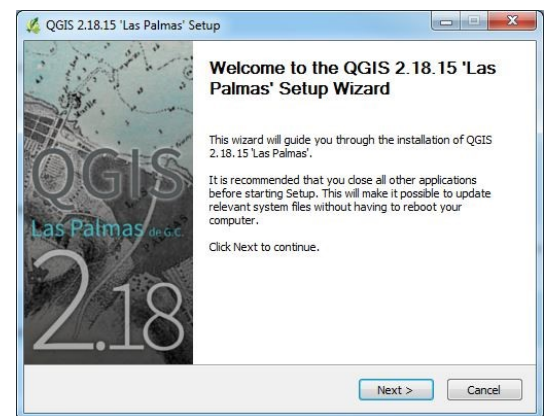 QGIS 2.18.15 'Las Palmas' Setup
QGIS
Las Palmas de G.C.
2.18
Welcome to the QGIS 2.18.15 'Las
Palmas' Setup Wizard
This wizard will guide you through the installation of QGIS
2.18.15 'Las Palmas'.
It is recommended that you close all other applications
before starting Setup. This will make it possible to update
relevant system files without having to reboot your
computer.
Click Next to continue.
Next >
Cancel